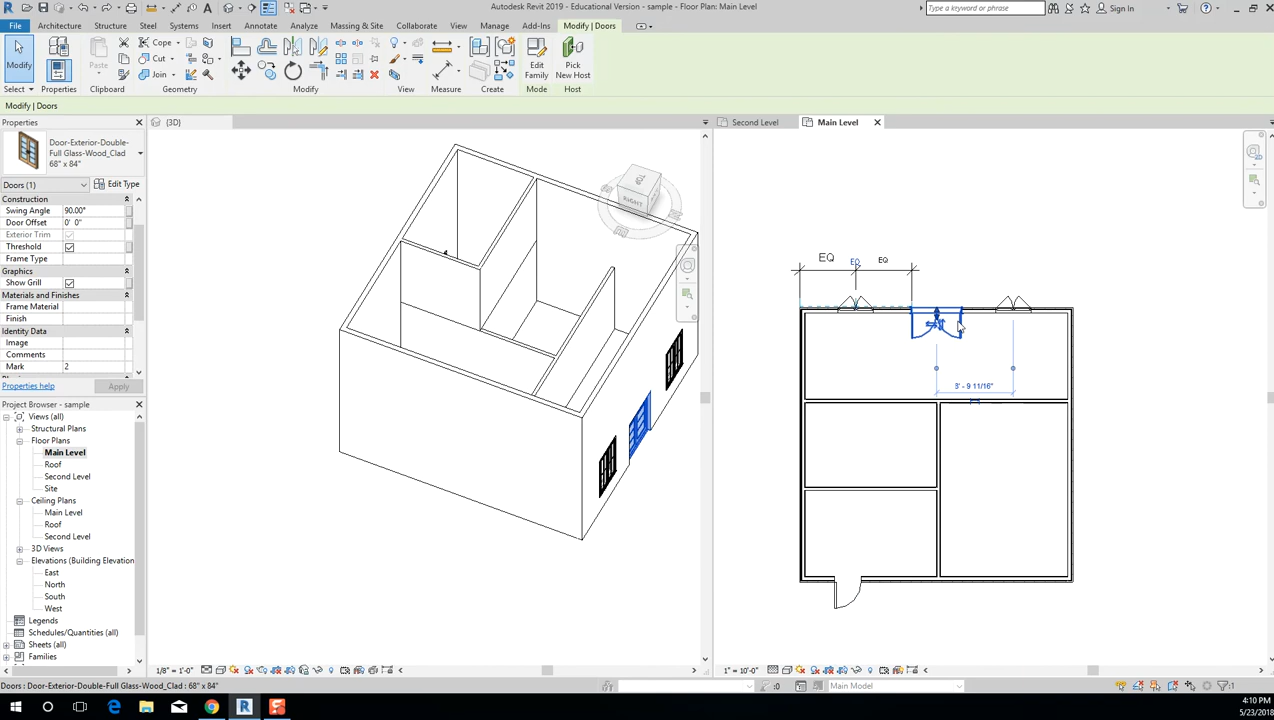 Autodesk Revit 2019 - Educational Version - sample - Floor Plan: Main Level
Type a keyword or phrase
Sign In
File Architecture Structure Steel Systems Insert Annotate Analyze Massing & Site Collaborate View Manage Add-Ins Modify | Doors
Modify
Properties
Paste
Cope
Cut
Join
Edit
Family
Pick
New Host
Select
Properties
Clipboard
Geometry
Modify
View
Measure
Create
Mode
Host
Modify | Doors
Properties
Door-Exterior-Double-
Full Glass-Wood_Clad
68" x 84"
Doors (1)
Edit Type
Construction
Swing Angle 90.00°
Door Offset 0' 0"
Exterior Trim
Threshold
Frame Type
Graphics
Show Grill
Materials and Finishes
Frame Material
Finish
Identity Data
Image
Comments
Mark 2
Properties help
Apply
Project Browser - sample
Views (all)
Structural Plans
Floor Plans
Main Level
Roof
Second Level
Site
Ceiling Plans
Main Level
Roof
Second Level
3D Views
Elevations (Building Elevation
East
North
South
West
Legends
Schedules/Quantities (all)
Sheets (all)
Families
{3D}
RIGHT
1/8" = 1'-0"
Second Level
Main Level
EQ EQ EQ
3' - 9 11/16"
1" = 10'-0"
Doors : Door-Exterior-Double-Full Glass-Wood_Clad : 68" x 84"
:0
Main Model
:1
4:10 PM
5/23/2018